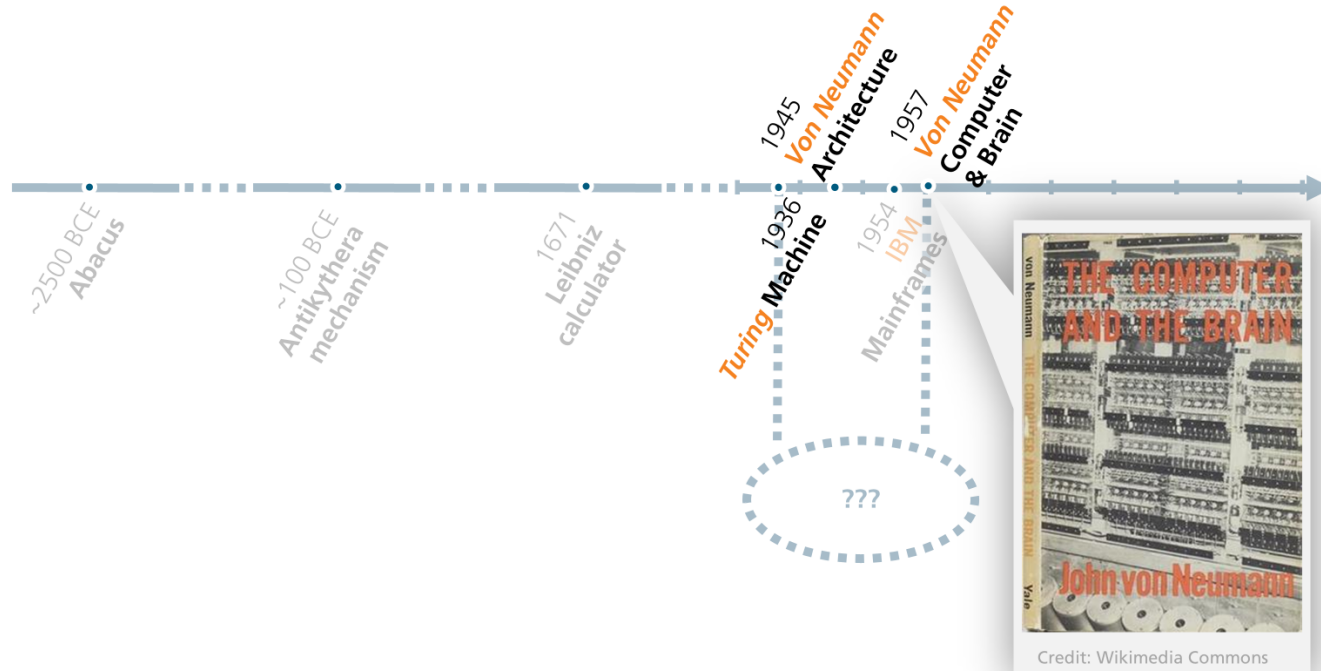 1945
Von Neumann
Architecture
1957
Von Neumann
Computer
& Brain
~2500 BCE
Abacus
~100 BCE
Antikythera
mechanism
1671
Leibniz
calculator
1936
Turing Machine
1954
IBM
Mainframes
???
von Neumann
THE COMPUTER AND THE BRAIN
Yale
THE COMPUTER
AND THE BRAIN
John von Neumann
Credit: Wikimedia Commons